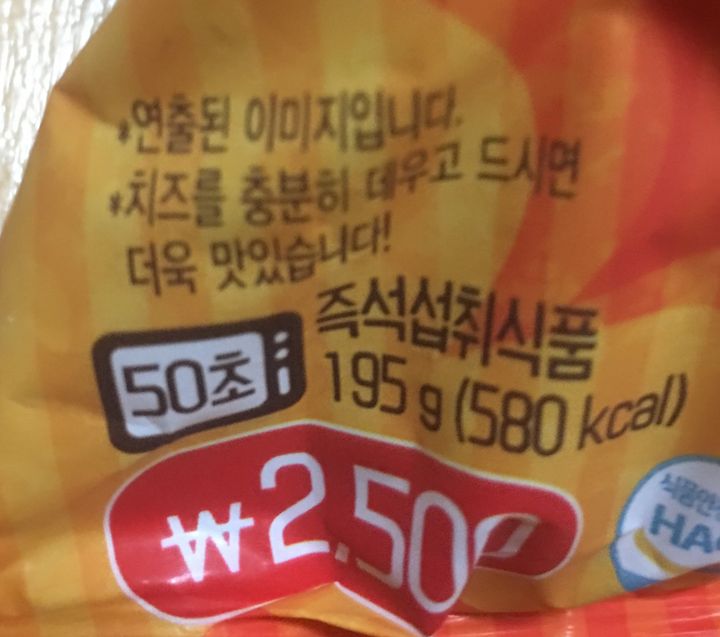 *연출된 이미지입니다.
*치즈를 충분히 데우고 드시면
더욱 맛있습니다!
즉석섭취식품
50초
195 g (580 kcal)
₩2,500